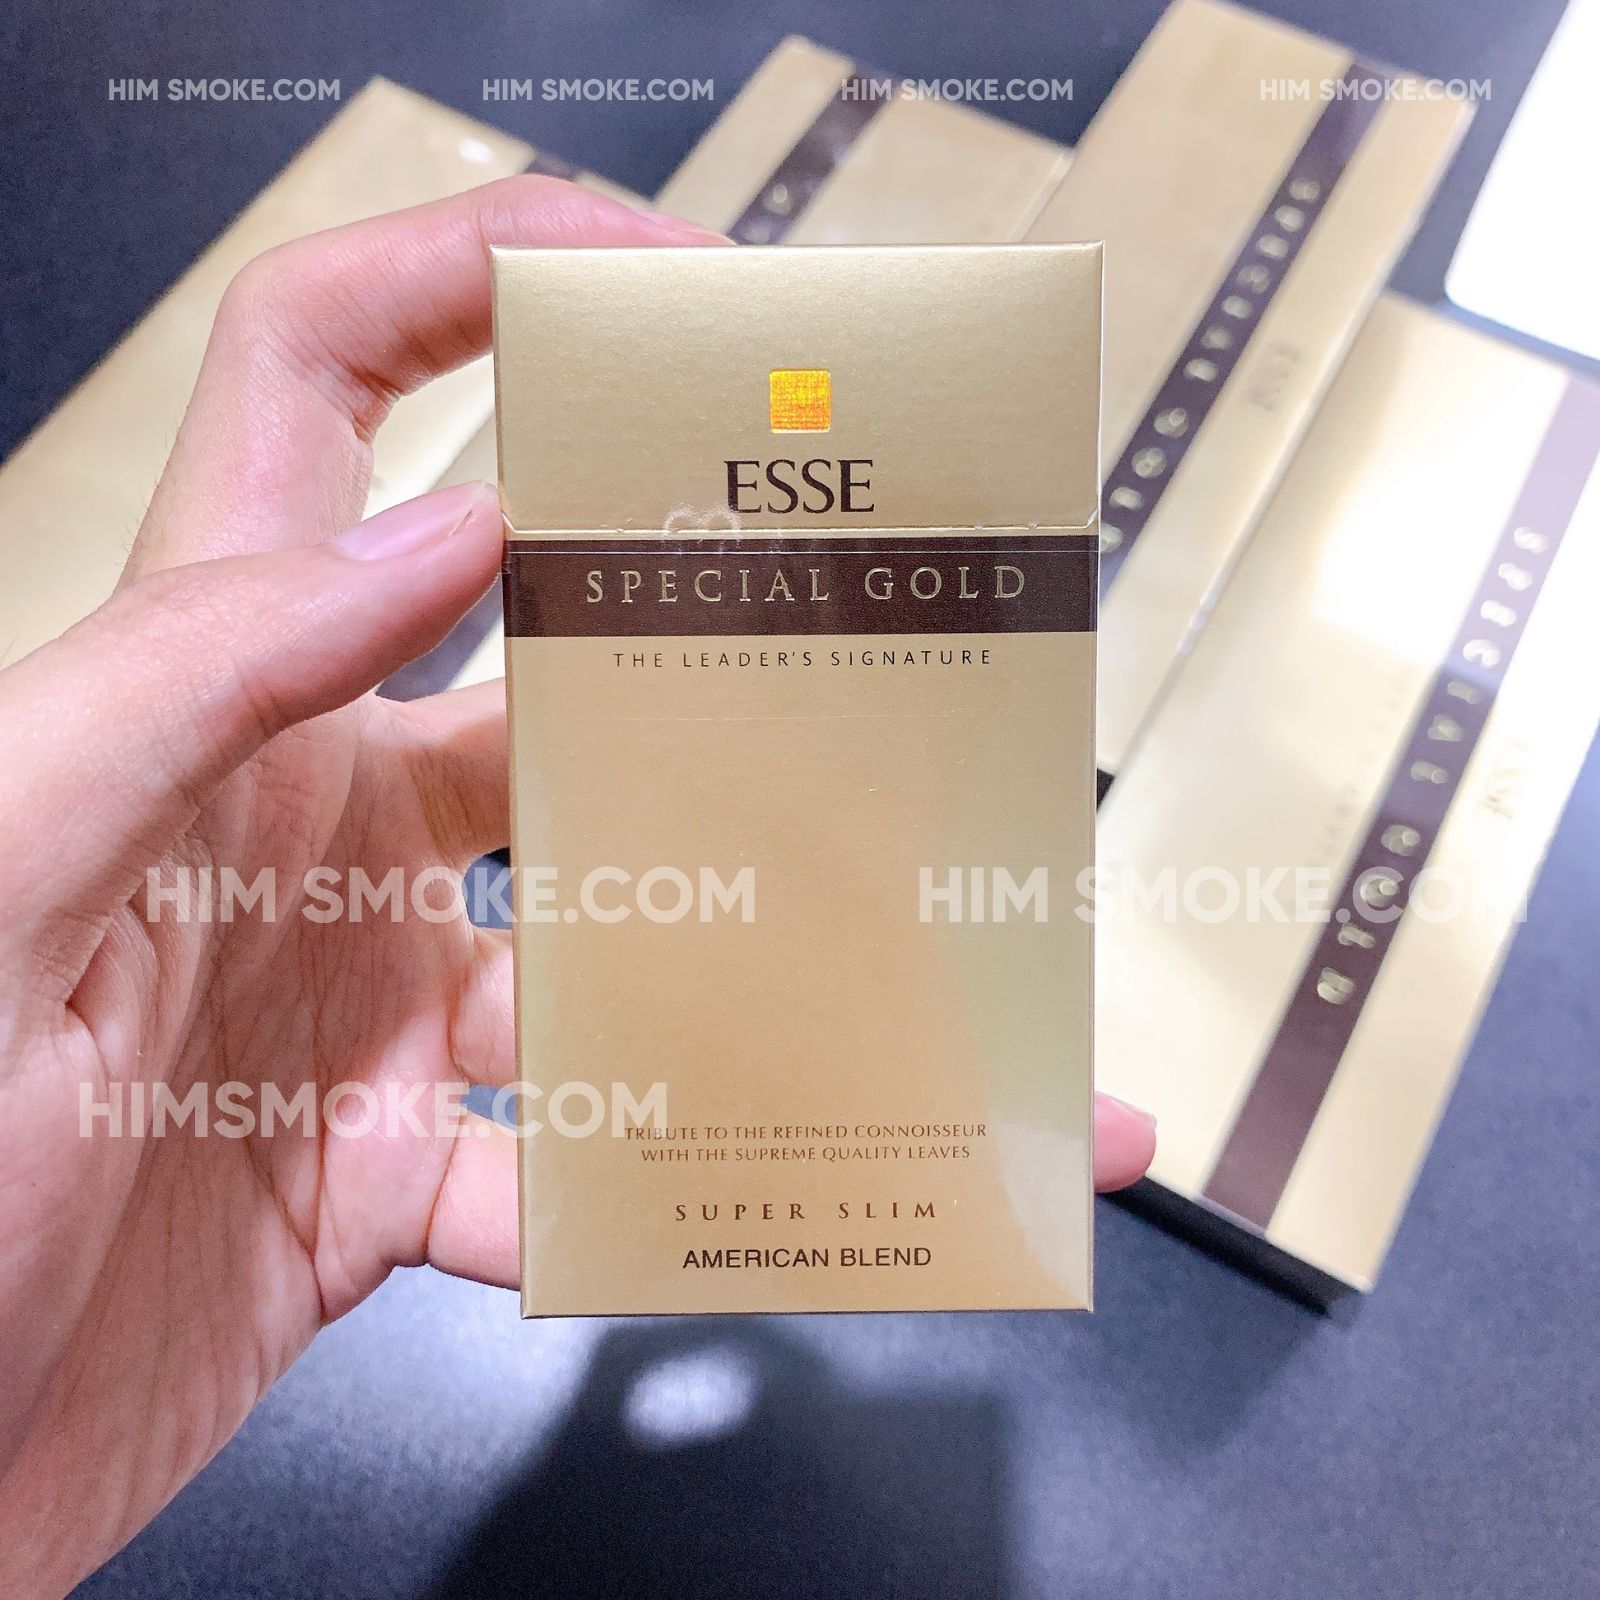 HIM SMOKE.COM HIM SMOKE.COM HIM SMOKE.COM HIM SMOKE.COM
ESSE
SPECIAL GOLD
THE LEADER'S SIGNATURE
HIM SMOKE.COM HIM SMOKE.COM
HIMSMOKE.COM
TRIBUTE TO THE REFINED CONNOISSEUR
WITH THE SUPREME QUALITY LEAVES
SUPER SLIM
AMERICAN BLEND